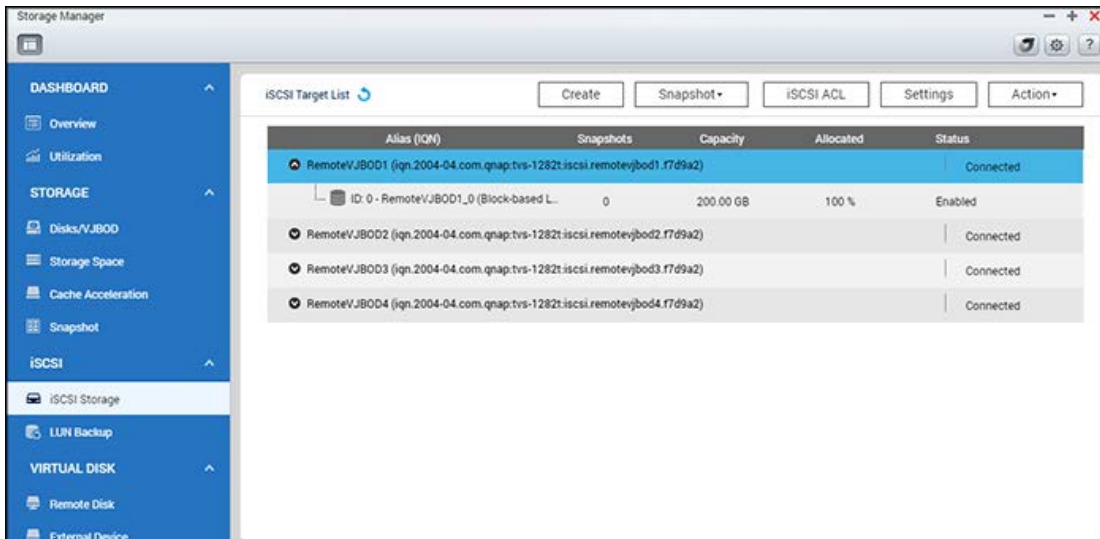 Storage Manager
?
DASHBOARD
Overview
Utilization
STORAGE
Disks/VJBOD
Storage Space
Cache Acceleration
Snapshot
iSCSI
iSCSI Storage
LUN Backup
VIRTUAL DISK
Remote Disk
External Device
iSCSI Target List Create Snapshot iSCSI ACL Settings Action
Alias (IQN) Snapshots Capacity Allocated Status
RemoteVJBOD1 (iqn.2004-04.com.qnap:tvs-1282t:iscsi.remotevjbod1.f7d9a2) Connected
ID: 0 - RemoteVJBOD1_0 (Block-based L... 0 200.00 GB 100 % Enabled
RemoteVJBOD2 (iqn.2004-04.com.qnap:tvs-1282t:iscsi.remotevjbod2.f7d9a2) Connected
RemoteVJBOD3 (iqn.2004-04.com.qnap:tvs-1282t:iscsi.remotevjbod3.f7d9a2) Connected
RemoteVJBOD4 (iqn.2004-04.com.qnap:tvs-1282t:iscsi.remotevjbod4.f7d9a2) Connected